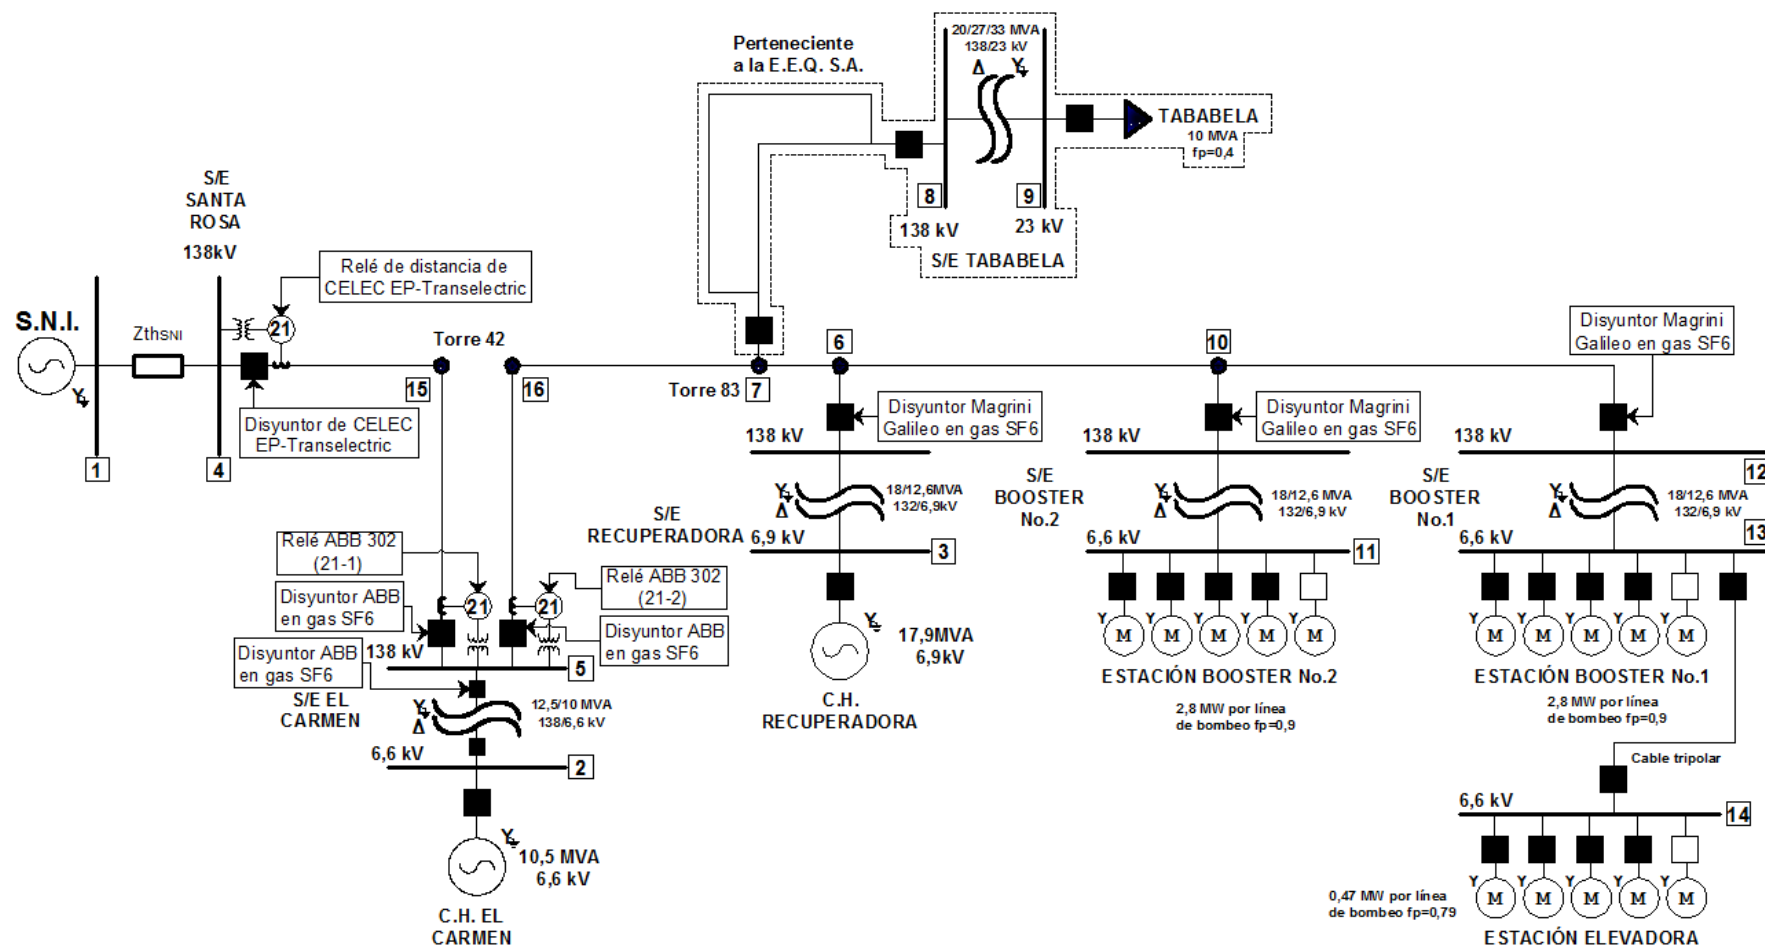 Perteneciente
a la E.E.Q. S.A.
20/27/33 MVA
138/23 kV
Δ
Y
TABABELA
10 MVA
fp=0,4
8
9
138 kV
23 kV
S/E TABABELA
S/E
SANTA
ROSA
138kV
Relé de distancia de
CELEC EP-Transelectric
S.N.I.
ZthSNI
21
Torre 42
Y
15
16
Torre 83
7
6
10
Disyuntor Magrini
Galileo en gas SF6
Disyuntor de CELEC
EP-Transelectric
1
4
Disyuntor Magrini
Galileo en gas SF6
Disyuntor Magrini
Galileo en gas SF6
138 kV
138 kV
138 kV
12
S/E
RECUPERADORA
Y
Δ
18/12,6MVA
132/6,9kV
S/E
BOOSTER
No.2
Y
Δ
18/12,6 MVA
132/6,9 kV
S/E
BOOSTER
No.1
Y
Δ
18/12,6 MVA
132/6,9 kV
6,9 kV
3
6,6 kV
11
6,6 kV
13
Relé ABB 302
(21-1)
Relé ABB 302
(21-2)
Disyuntor ABB
en gas SF6
21
21
Disyuntor ABB
en gas SF6
Disyuntor ABB
en gas SF6
138 kV
5
S/E EL
CARMEN
Y
Δ
12,5/10 MVA
138/6,6 kV
6,6 kV
2
Y
10,5 MVA
6,6 kV
C.H. EL
CARMEN
Y
17,9MVA
6,9kV
C.H.
RECUPERADORA
Y
M
Y
M
Y
M
Y
M
Y
M
ESTACIÓN BOOSTER No.2
2,8 MW por línea
de bombeo fp=0,9
Y
M
Y
M
Y
M
Y
M
Y
M
ESTACIÓN BOOSTER No.1
2,8 MW por línea
de bombeo fp=0,9
Cable tripolar
6,6 kV
14
Y
M
Y
M
Y
M
Y
M
Y
M
0,47 MW por línea
de bombeo fp=0,79
ESTACIÓN ELEVADORA